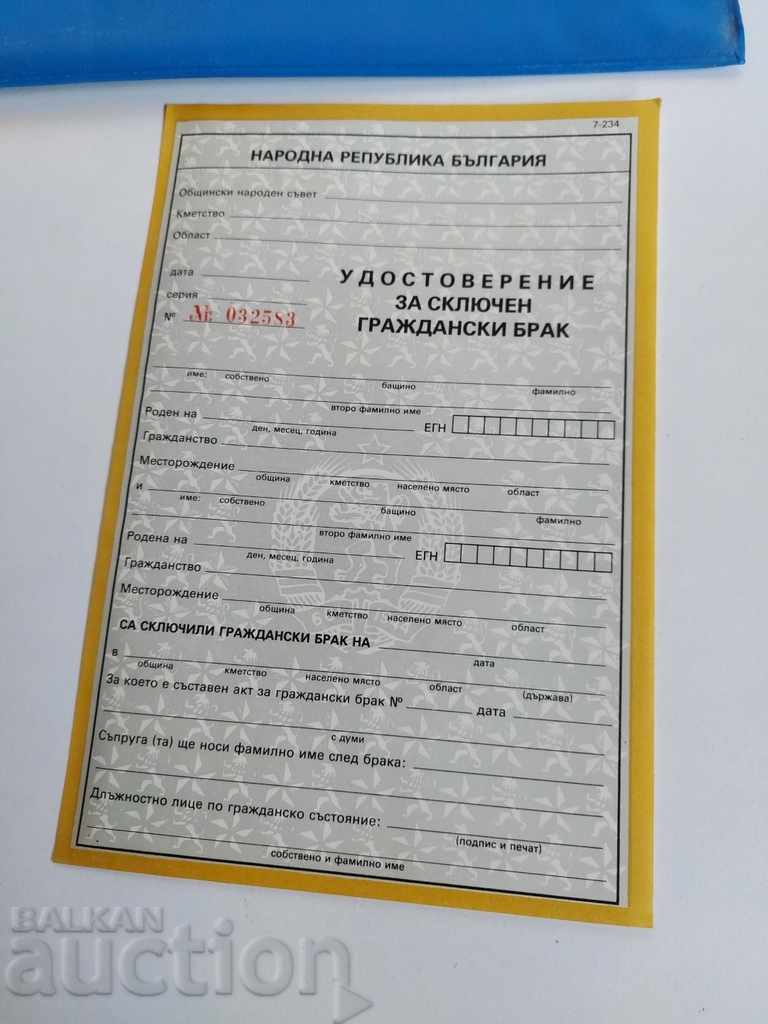 7-234
НАРОДНА РЕПУБЛИКА БЪЛГАРИЯ
Общински народен съвет
Кметство
Област
дата
серия
№ № 032583
УДОСТОВЕРЕНИЕ
ЗА СКЛЮЧЕН
ГРАЖДАНСКИ БРАК
име: собствено бащино фамилно
второ фамилно име
Роден на ЕГН
ден, месец, година
Гражданство
Месторождение
община кметство населено място област
и
име: собствено бащино фамилно
второ фамилно име
Родена на ЕГН
ден, месец, година
Гражданство
Месторождение
община кметство населено място област
СА СКЛЮЧИЛИ ГРАЖДАНСКИ БРАК НА
дата
в
община кметство населено място област (държава)
За което е съставен акт за граждански брак № дата
с думи
Съпруга (та) ще носи фамилно име след брака:
Длъжностно лице по гражданско състояние:
(подпис и печат)
собствено и фамилно име
BALKAN
auction